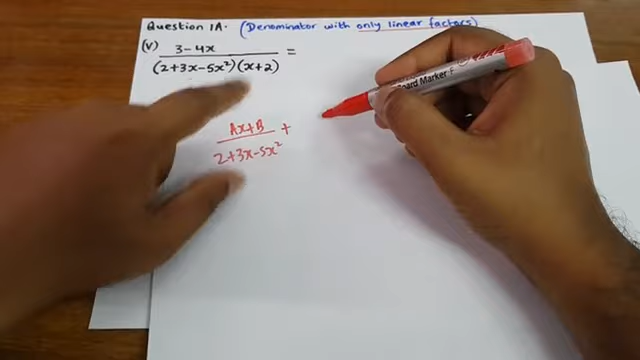 Question 1A. (Denominator with only linear factors)
(v) 3-4x / (2+3x-5x²)(x+2) =
Ax+B / 2+3x-5x² +
Board Marker